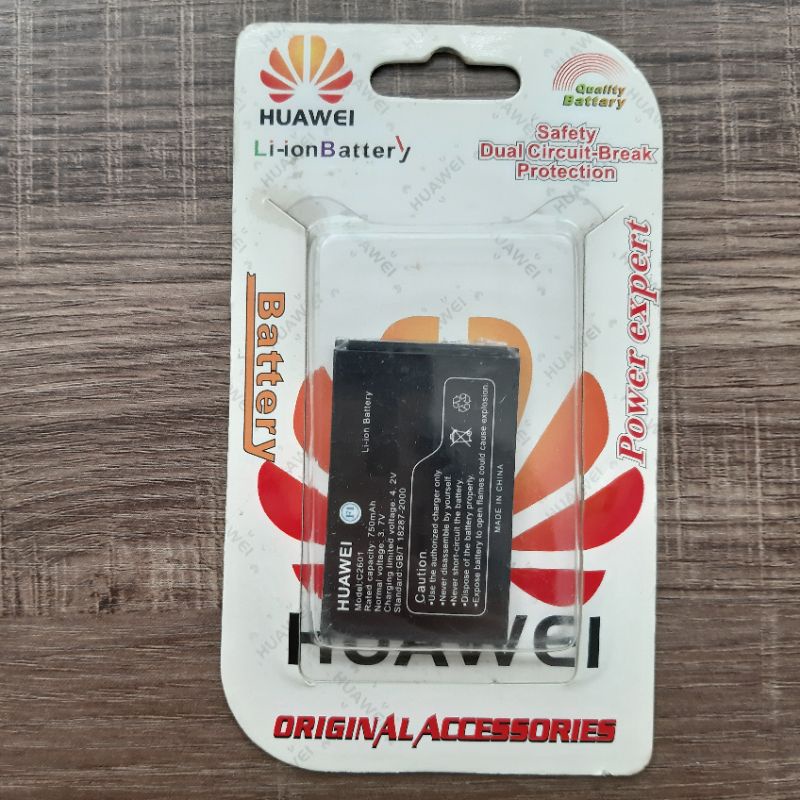 HUAWEI
Li-ionBattery
Quality
Battary
Safety
Dual Circuit-Break
Protection
Battery
Power expert
Li-ion Battery
HUAWEI
FI
Model:C2601
Rated capacity: 750mAh
Normal voltage: 3.7V
Charging limited voltage: 4.2V
Standard:GB/T 18287-2000
Caution
•Use the authorized charger only.
•Never disassemble by yourself.
•Never short-circuit the battery.
•Dispose of the battery properly.
•Expose battery to open flames could cause explosion.
MADE IN CHINA
HUAWEI
ORIGINAL ACCESSORIES